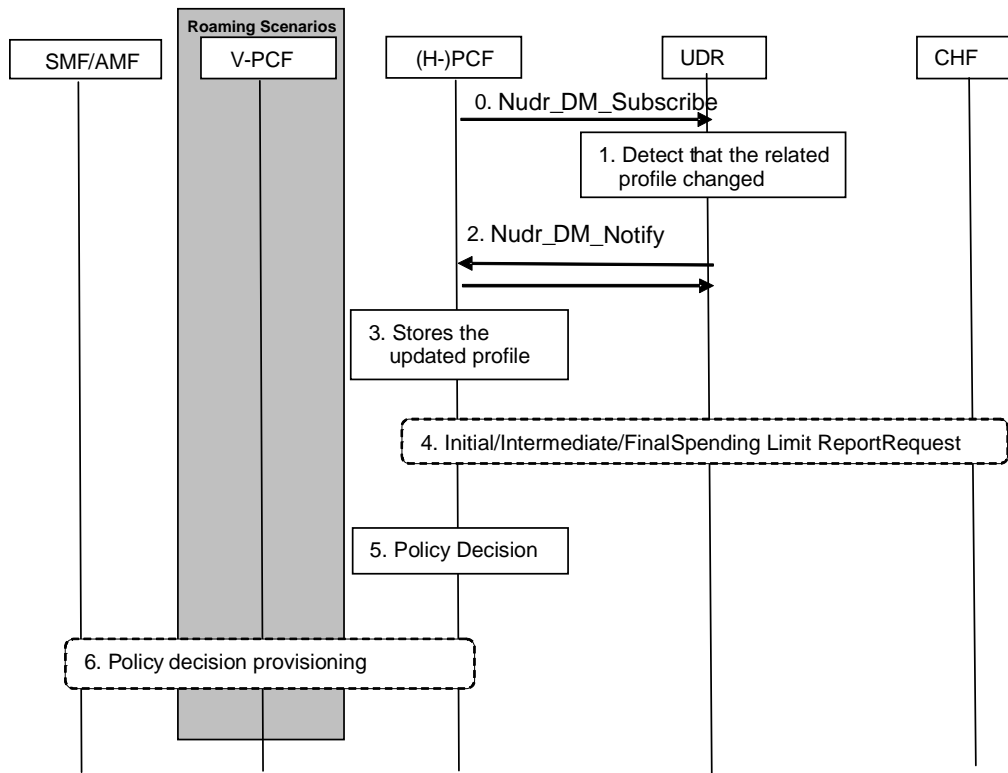 Roaming Scenarios
SMF/AMF
V-PCF
(H-)PCF
UDR
CHF
0. Nudr_DM_Subscribe
1. Detect that the related
profile changed
2. Nudr_DM_Notify
3. Stores the
updated profile
4. Initial/Intermediate/FinalSpending Limit ReportRequest
5. Policy Decision
6. Policy decision provisioning